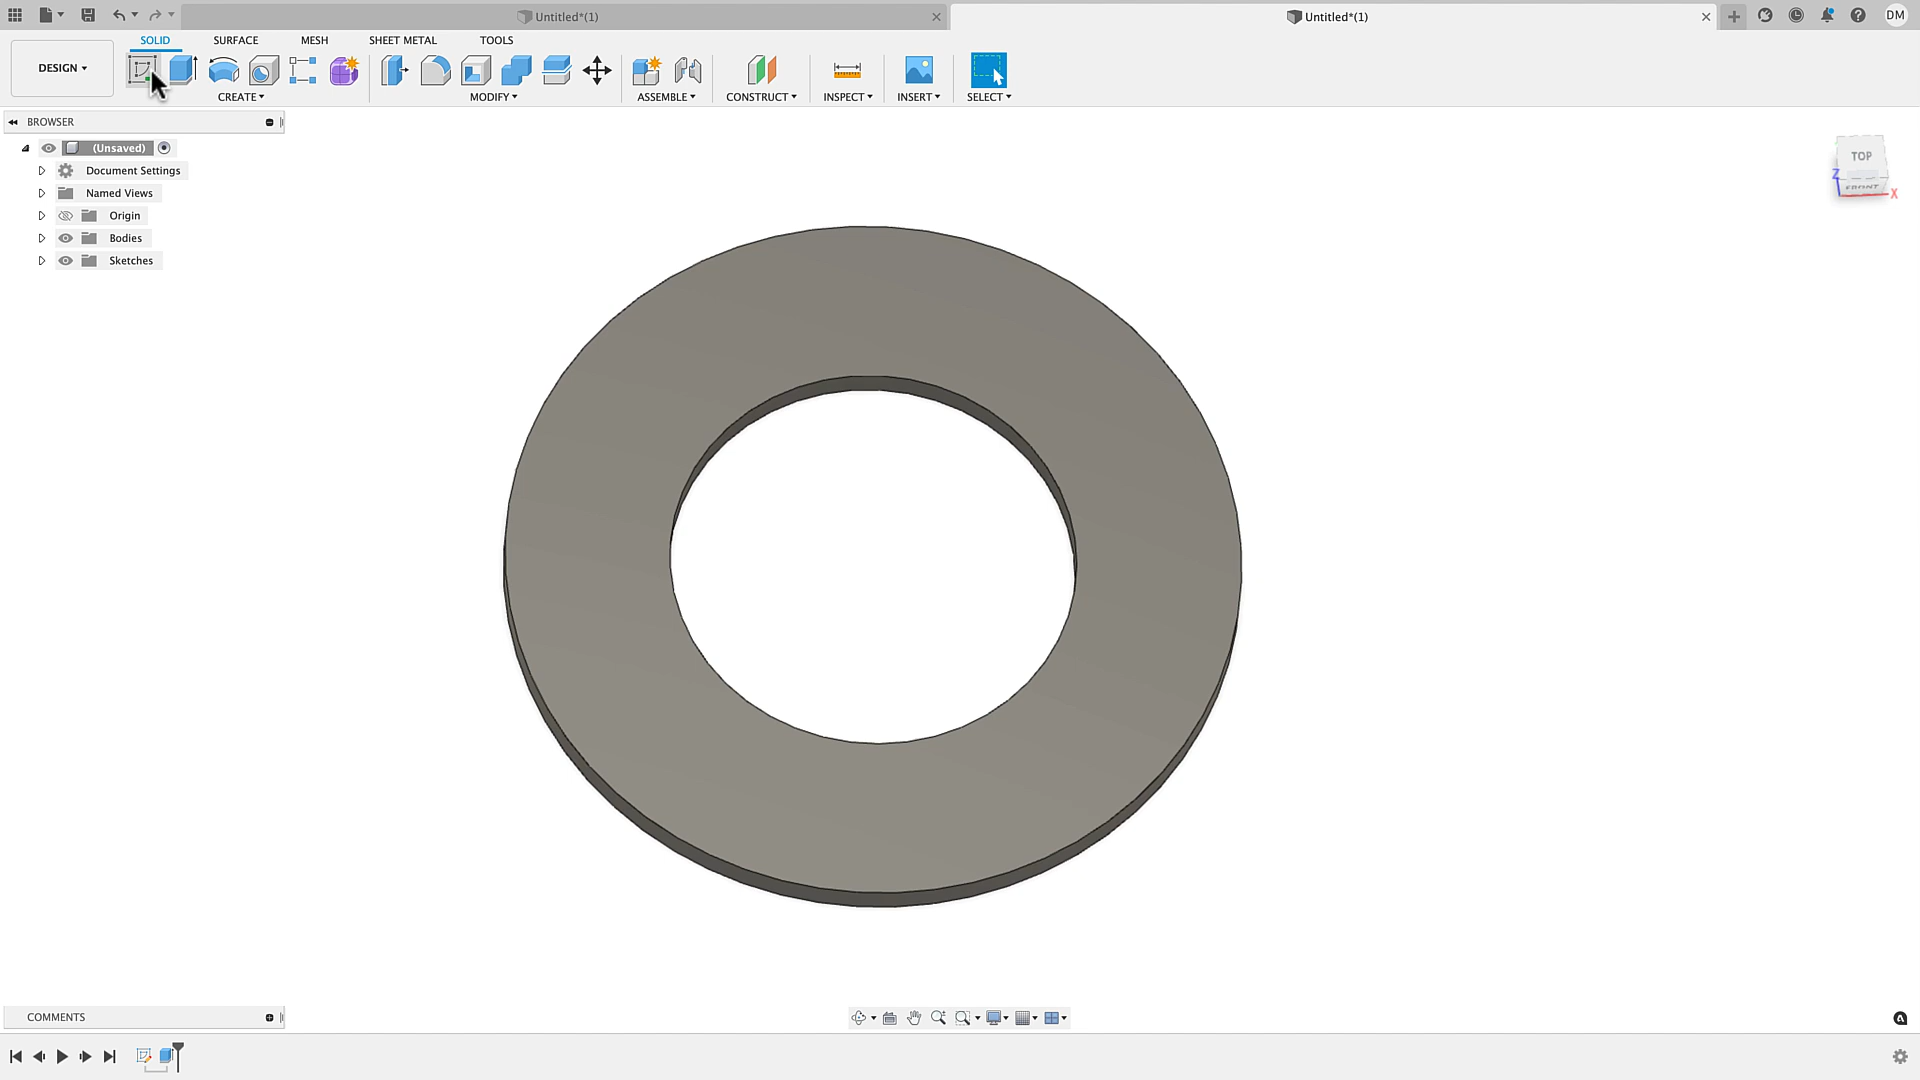 Untitled*(1)
Untitled*(1)
DM
DESIGN
SOLID
SURFACE
MESH
SHEET METAL
TOOLS
CREATE
MODIFY
ASSEMBLE
CONSTRUCT
INSPECT
INSERT
SELECT
BROWSER
(Unsaved)
Document Settings
Named Views
Origin
Bodies
Sketches
TOP
FRONT
Z
X
COMMENTS